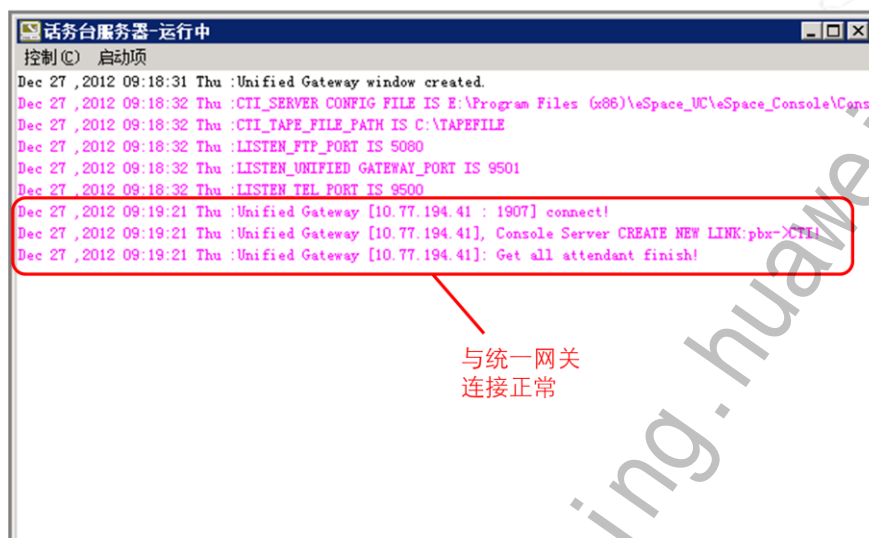 话务台服务器-运行中
控制(C) 启动项
Dec 27 ,2012 09:18:31 Thu :Unified Gateway window created.
Dec 27 ,2012 09:18:32 Thu :CTI_SERVER CONFIG FILE IS E:\Program Files (x86)\eSpace_UC\eSpace_Console\Cons
Dec 27 ,2012 09:18:32 Thu :CTI_TAPE_FILE_PATH IS C:\TAPEFILE
Dec 27 ,2012 09:18:32 Thu :LISTEN_FTP_PORT IS 5080
Dec 27 ,2012 09:18:32 Thu :LISTEN_UNIFIED GATEWAY_PORT IS 9501
Dec 27 ,2012 09:18:32 Thu :LISTEN TEL PORT IS 9500
Dec 27 ,2012 09:19:21 Thu :Unified Gateway [10.77.194.41 : 1907] connect!
Dec 27 ,2012 09:19:21 Thu :Unified Gateway [10.77.194.41], Console Server CREATE NEW LINK:pbx->CTI!
Dec 27 ,2012 09:19:21 Thu :Unified Gateway [10.77.194.41]: Get all attendant finish!
与统一网关
连接正常
ing.huawei